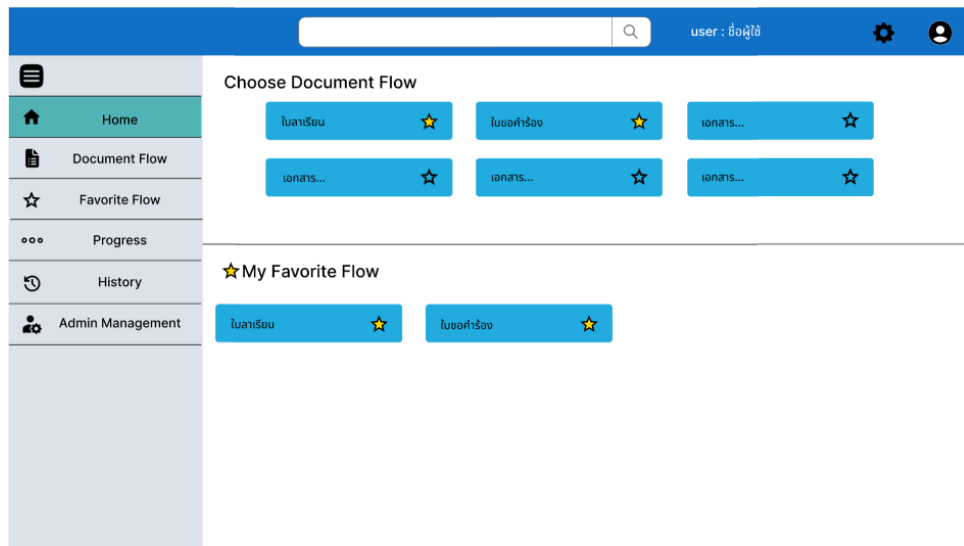 user : ชื่อผู้ใช้
Home
Document Flow
Favorite Flow
Progress
History
Admin Management
Choose Document Flow
ใบลาเรียน
ใบขอคำร้อง
เอกสาร...
เอกสาร...
เอกสาร...
เอกสาร...
My Favorite Flow
ใบลาเรียน
ใบขอคำร้อง